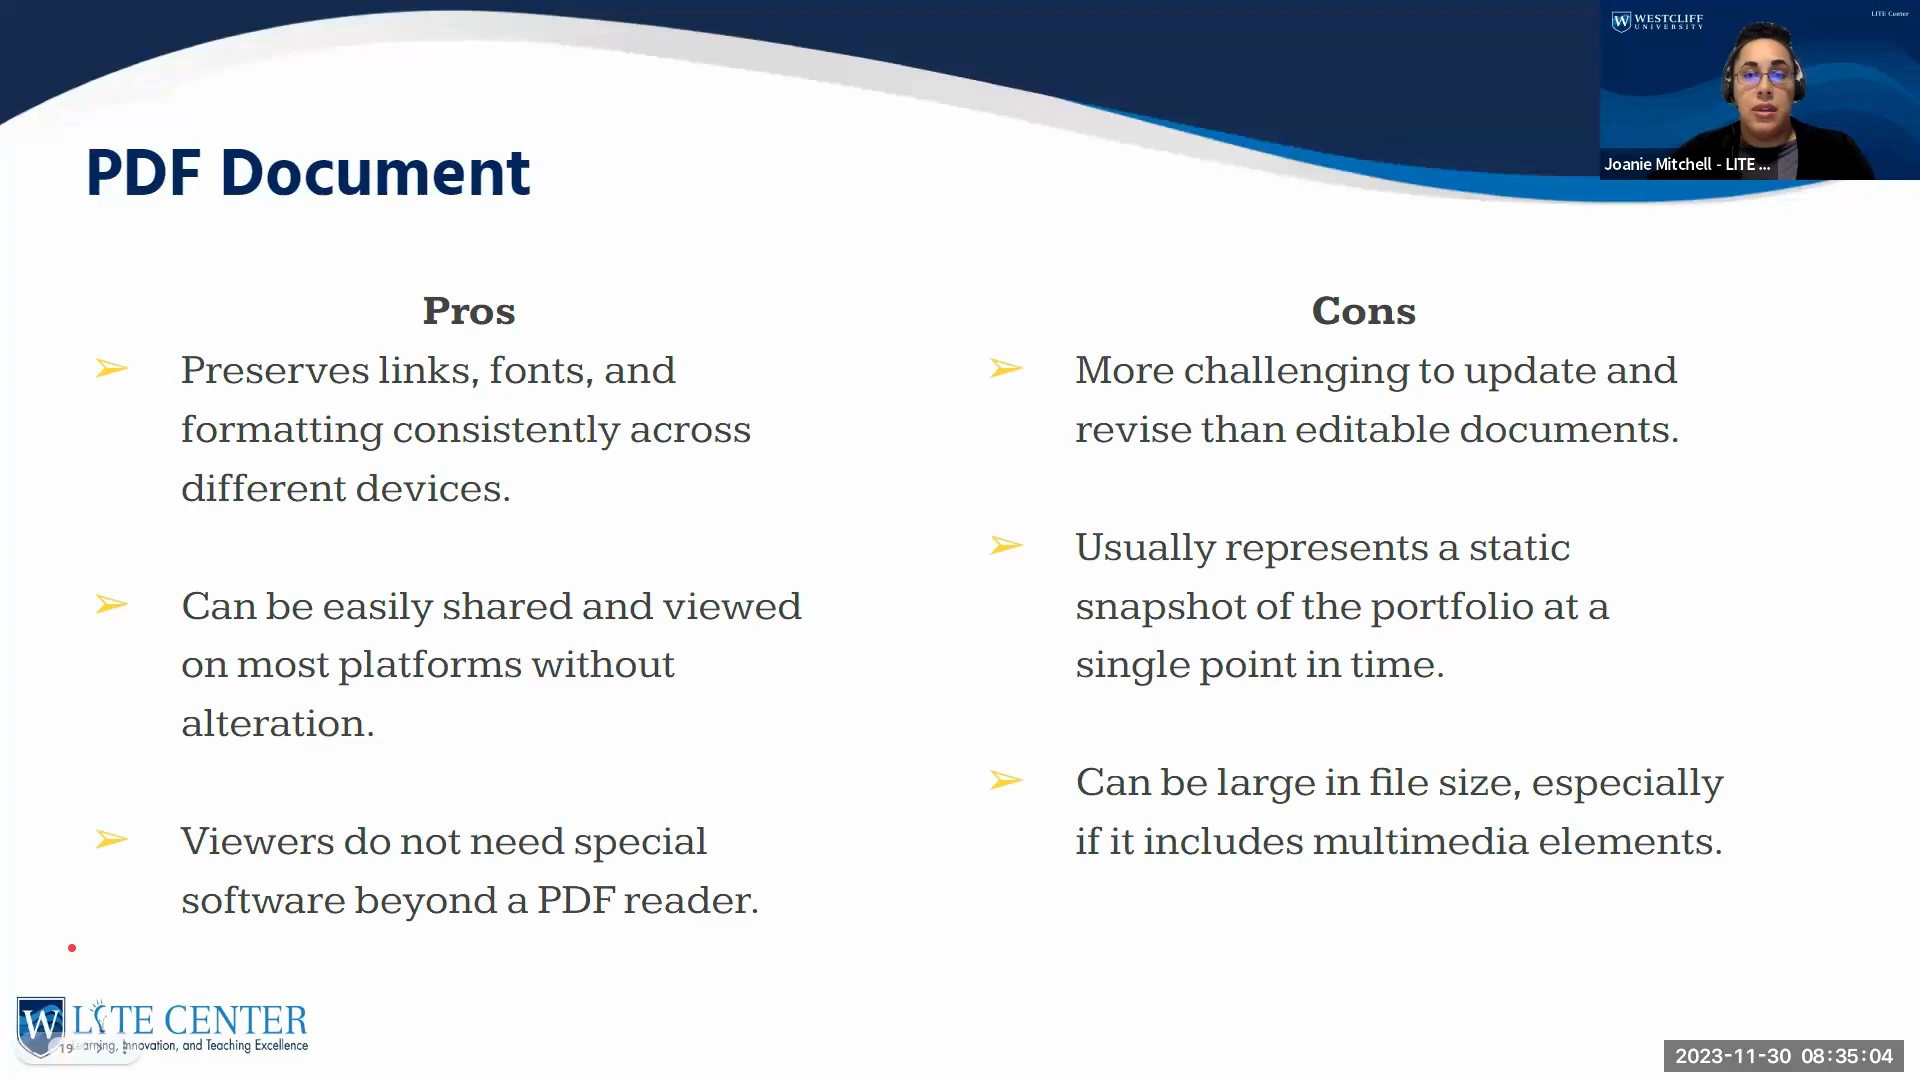 WESTCLIFF
UNIVERSITY
LITE Center
Joanie Mitchell - LITE ...
PDF Document
Pros
➢ Preserves links, fonts, and
formatting consistently across
different devices.
➢ Can be easily shared and viewed
on most platforms without
alteration.
➢ Viewers do not need special
software beyond a PDF reader.
Cons
➢ More challenging to update and
revise than editable documents.
➢ Usually represents a static
snapshot of the portfolio at a
single point in time.
➢ Can be large in file size, especially
if it includes multimedia elements.
W LITE CENTER
Learning, Innovation, and Teaching Excellence
19
2023-11-30 08:35:04